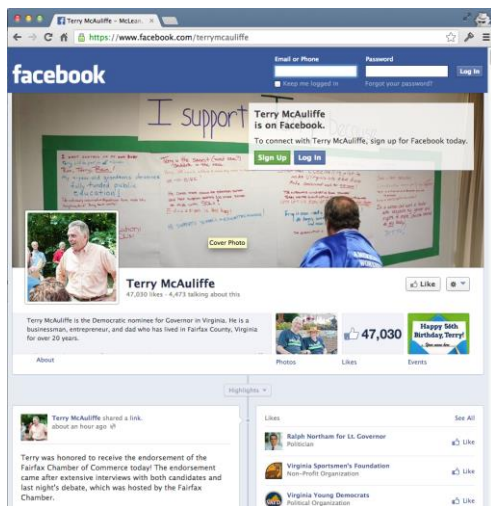 Terry McAuliffe – McLean,
https://www.facebook.com/terrymcauliffe
facebook
Email or Phone
Password
Log In
Keep me logged in
Forgot your password?
I support
Terry McAuliffe
is on Facebook.
To connect with Terry McAuliffe, sign up for Facebook today.
Sign Up
Log In
fully funded public
education!
Cover Photo
Terry McAuliffe
47,030 likes · 4,473 talking about this
Like
Terry McAuliffe is the Democratic nominee for Governor in Virginia. He is a
businessman, entrepreneur, and dad who has lived in Fairfax County, Virginia
for over 20 years.
47,030
Happy 56th
Birthday, Terry!
About
Photos
Likes
Events
Highlights
Terry McAuliffe shared a link.
about an hour ago
Terry was honored to receive the endorsement of the
Fairfax Chamber of Commerce today! The endorsement
came after extensive interviews with both candidates and
last night's debate, which was hosted by the Fairfax
Chamber.
Likes
See All
Ralph Northam for Lt. Governor
Politician
Like
Virginia Sportsmen's Foundation
Non-Profit Organization
Like
Virginia Young Democrats
Political Organization
Like